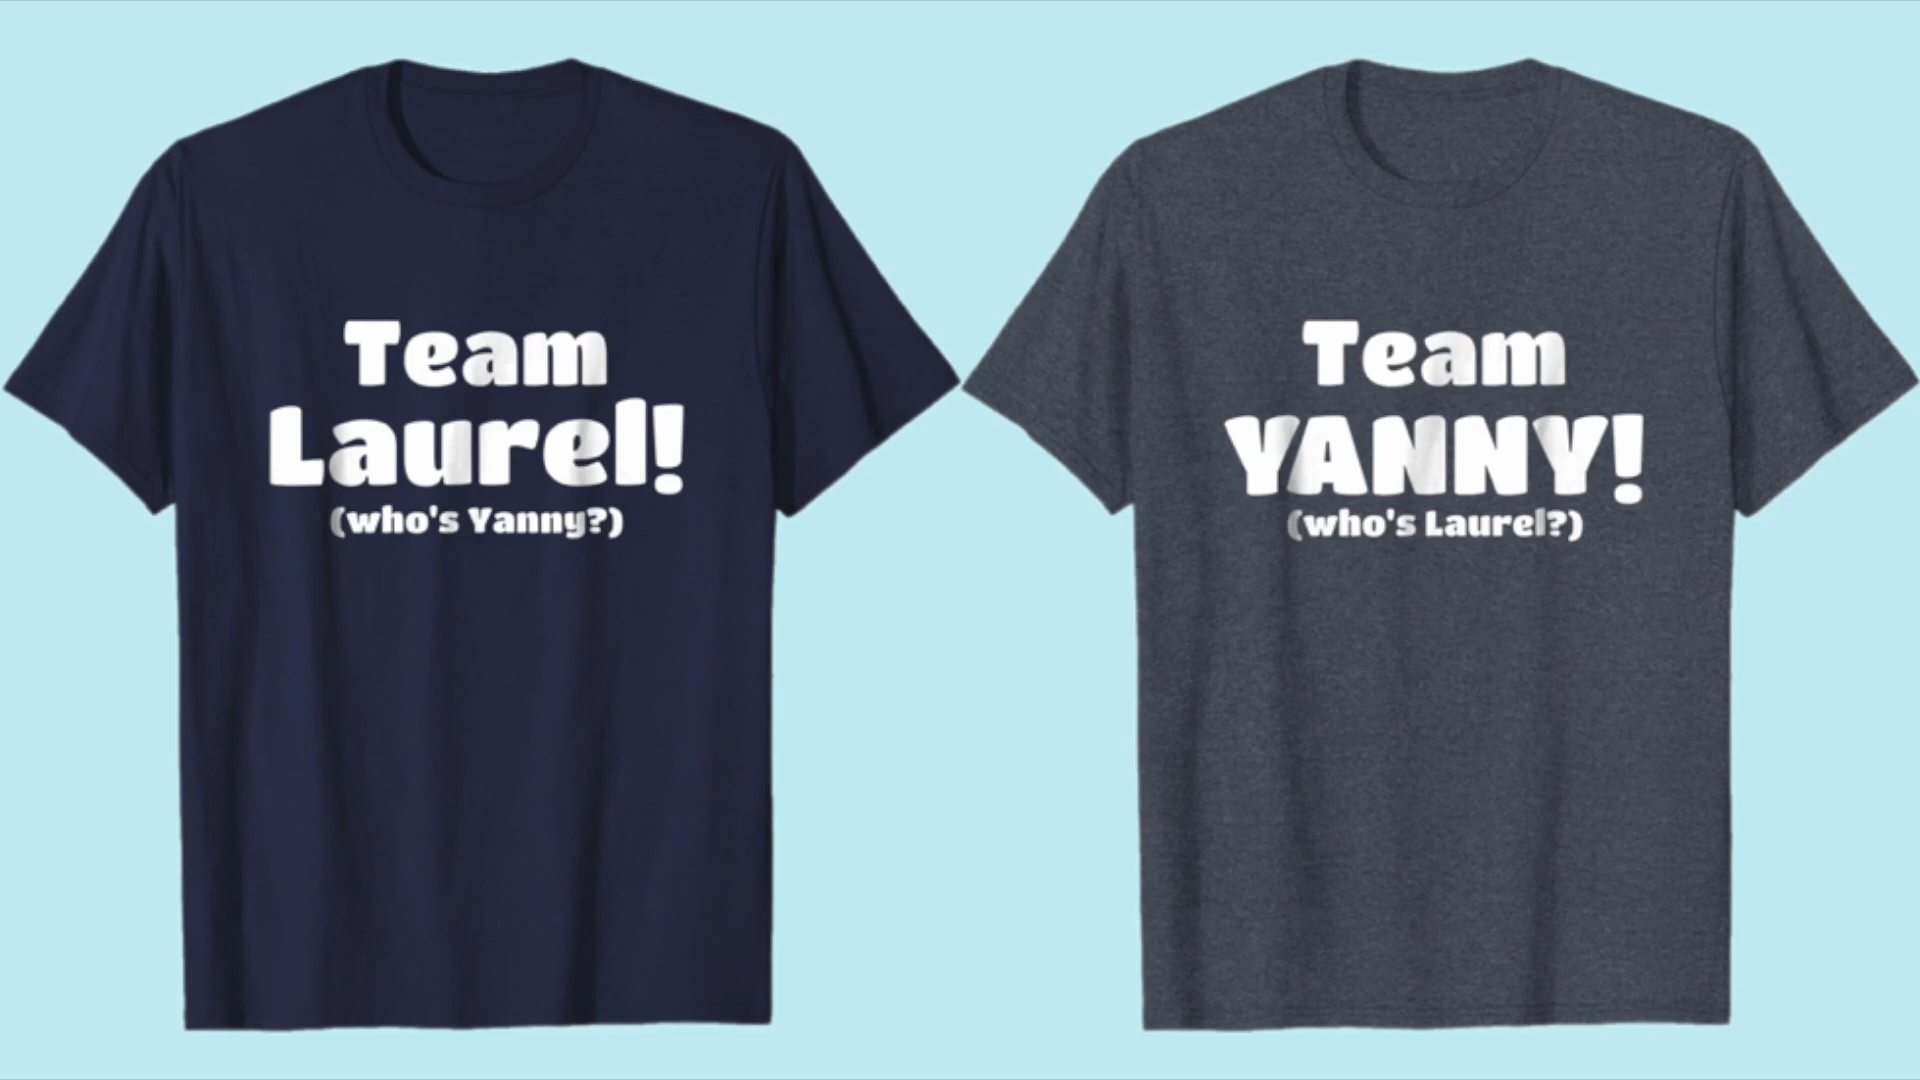 Team
Laurel!
(who's Yanny?)
Team
YANNY!
(who's Laurel?)